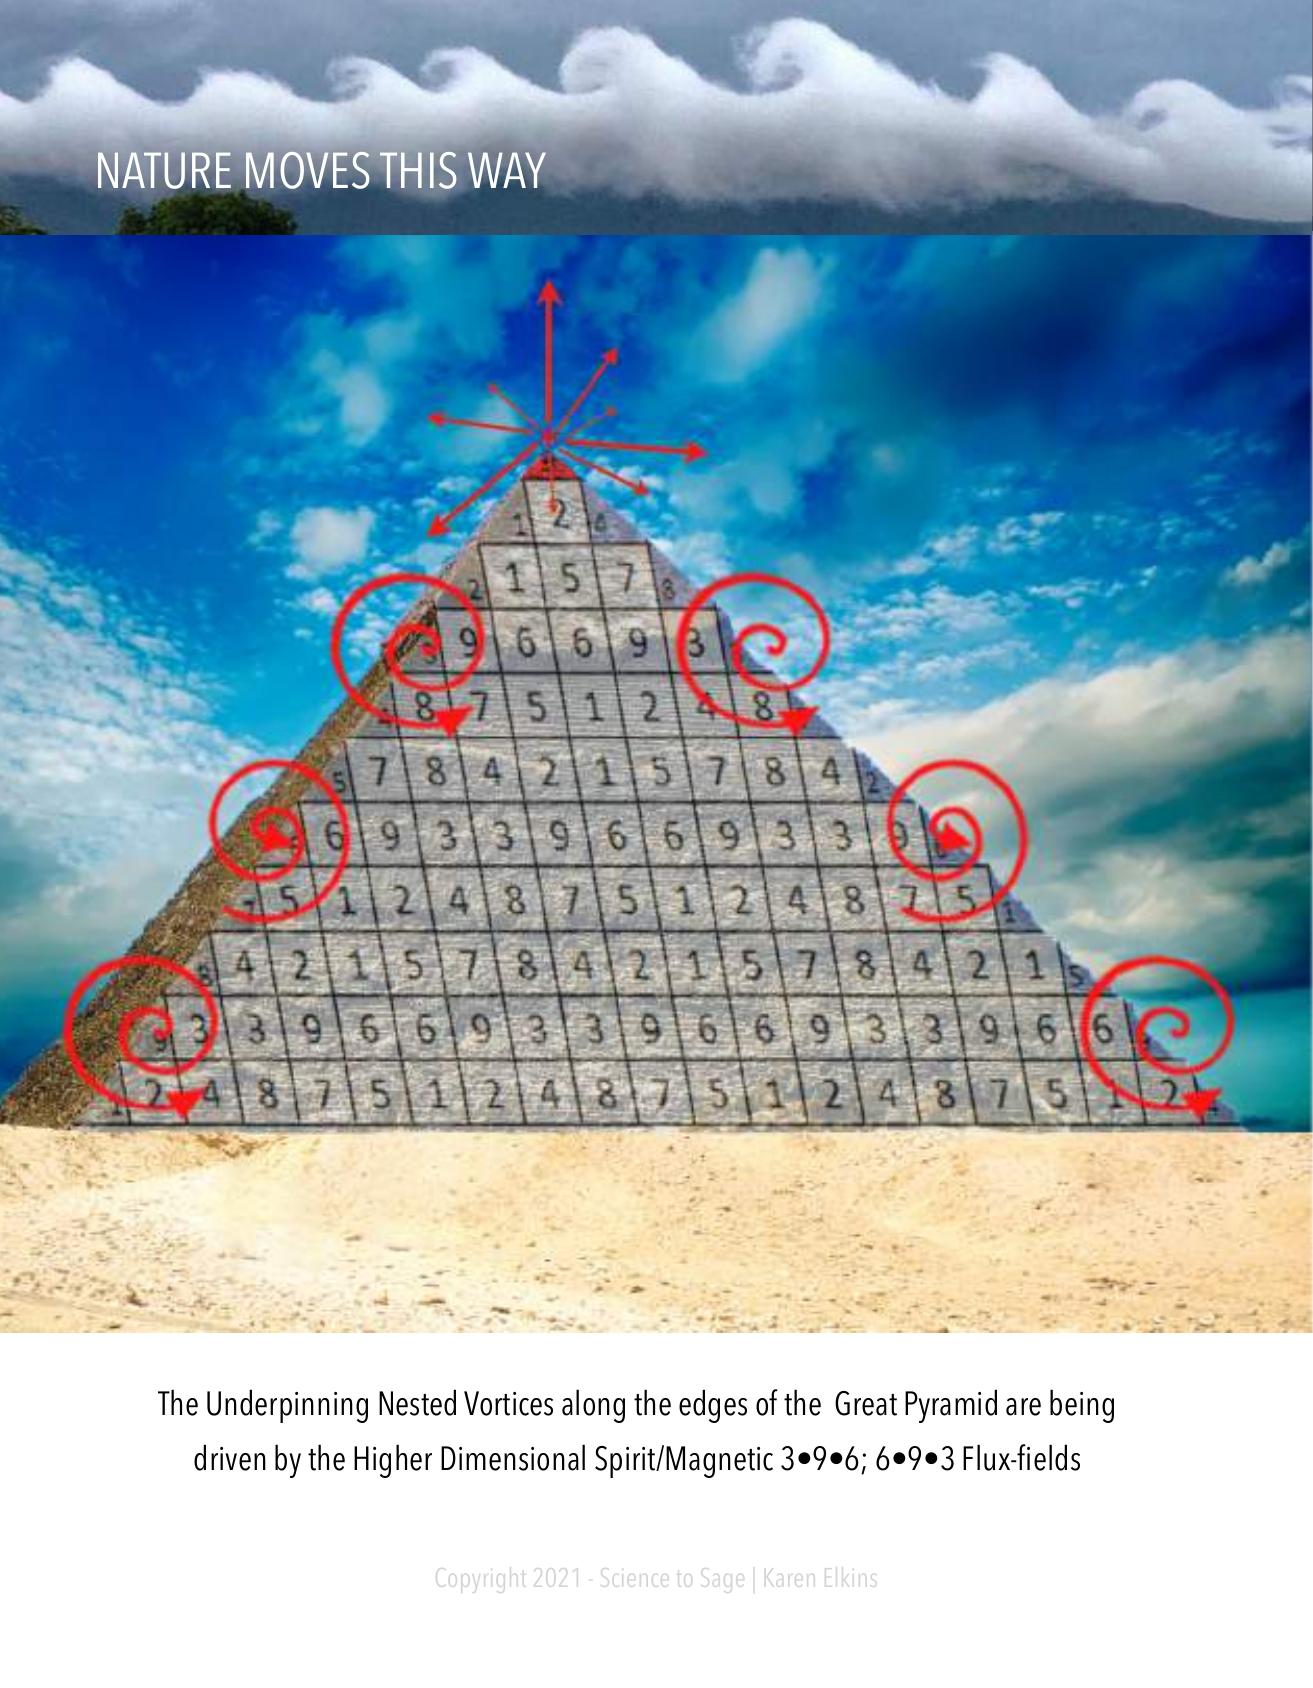 NATURE MOVES THIS WAY
1 2 4
2 1 5 7 8
3 9 6 6 9 3
8 7 5 1 2 4 8
5 7 8 4 2 1 5 7 8 4 2
6 9 3 3 9 6 6 9 3 3 9
5 1 2 4 8 7 5 1 2 4 8 7 5 1
8 4 2 1 5 7 8 4 2 1 5 7 8 4 2 1 5
9 3 3 9 6 6 9 3 3 9 6 6 9 3 3 9 6 6
1 2 4 8 7 5 1 2 4 8 7 5 1 2 4 8 7 5 1 2
The Underpinning Nested Vortices along the edges of the Great Pyramid are being
driven by the Higher Dimensional Spirit/Magnetic 3•9•6; 6•9•3 Flux-fields
Copyright 2021 - Science to Sage | Karen Elkins